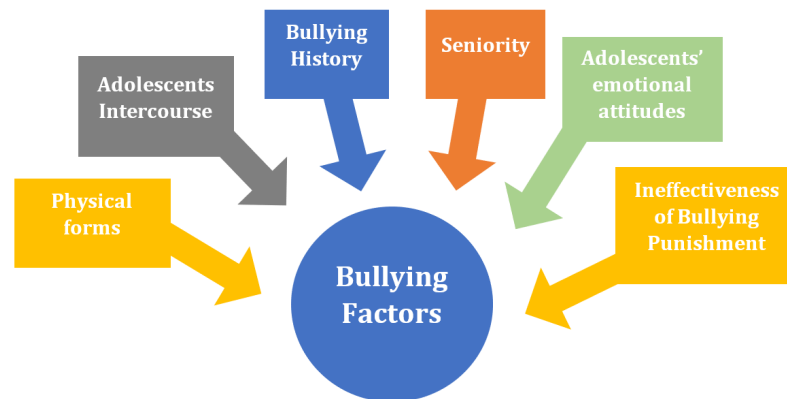 Physical
forms
Adolescents
Intercourse
Bullying
History
Seniority
Adolescents’
emotional
attitudes
Ineffectiveness
of Bullying
Punishment
Bullying
Factors